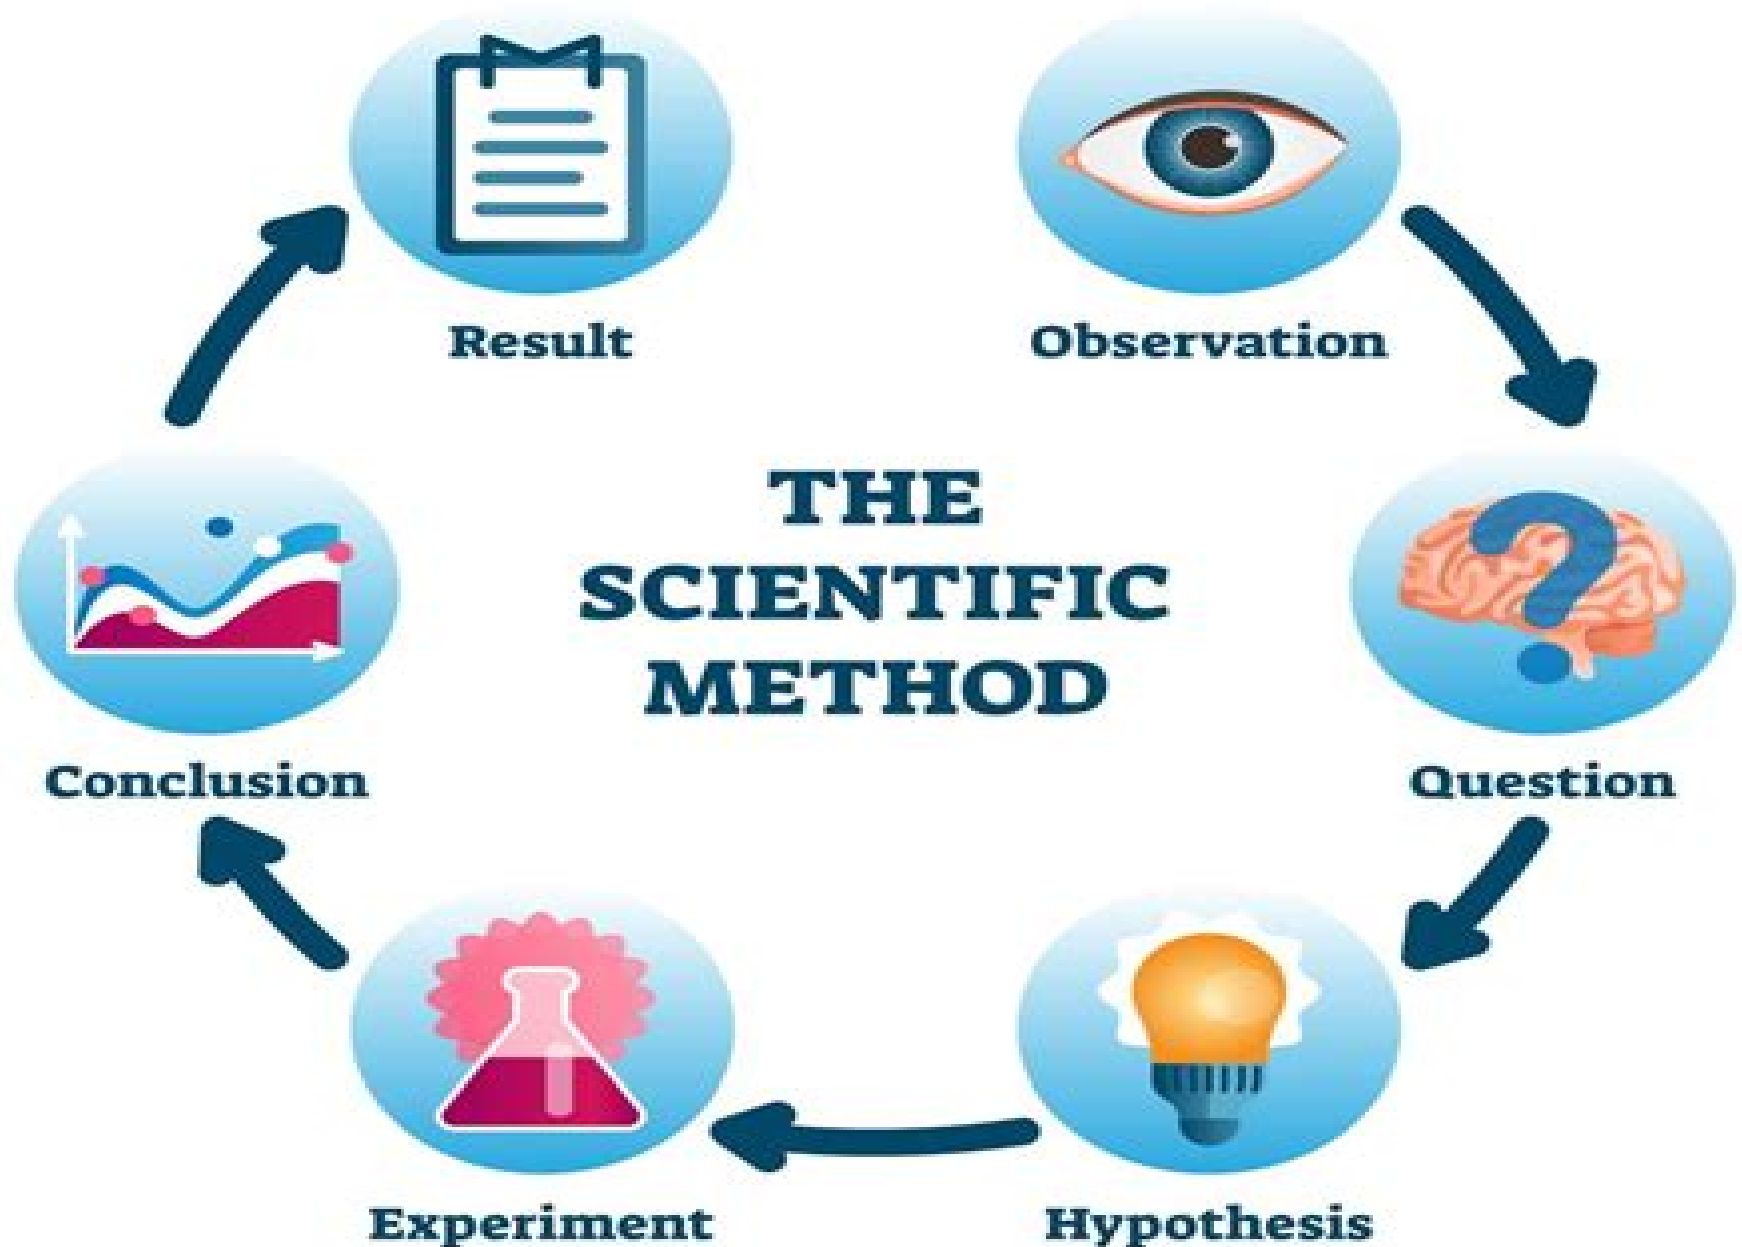 Result
Observation
THE
SCIENTIFIC
METHOD
Conclusion
Question
Experiment
Hypothesis